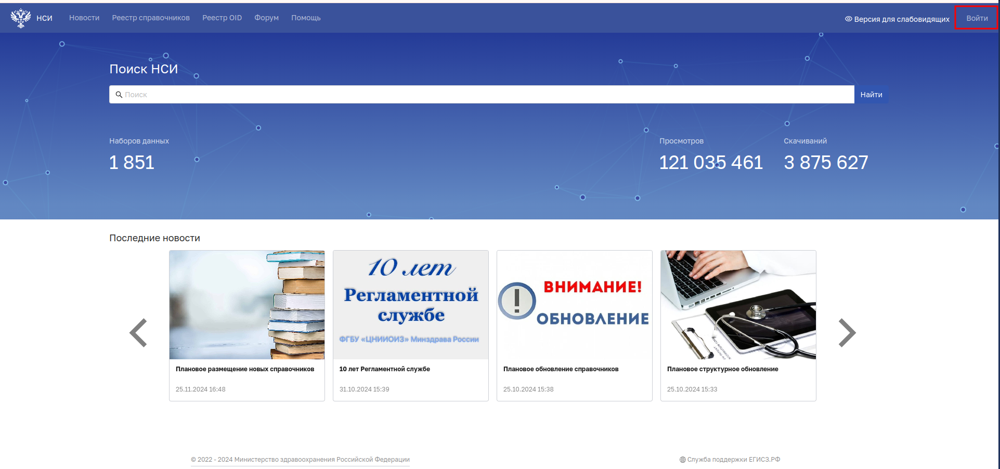 НСИ Новости Реестр справочников Реестр OID Форум Помощь Версия для слабовидящих Войти
Поиск НСИ
Поиск Найти
Наборов данных Просмотров Скачиваний
1 851 121 035 461 3 875 627
Последние новости
10 лет
Регламентной
службе
ФГБУ «ЦНИИОИЗ» Минздрава России
ВНИМАНИЕ!
ОБНОВЛЕНИЕ
Плановое размещение новых справочников
25.11.2024 16:48
10 лет Регламентной службе
31.10.2024 15:39
Плановое обновление справочников
25.10.2024 15:38
Плановое структурное обновление
25.10.2024 15:33
© 2022 - 2024 Министерство здравоохранения Российской Федерации
Служба поддержки ЕГИСЗ.РФ